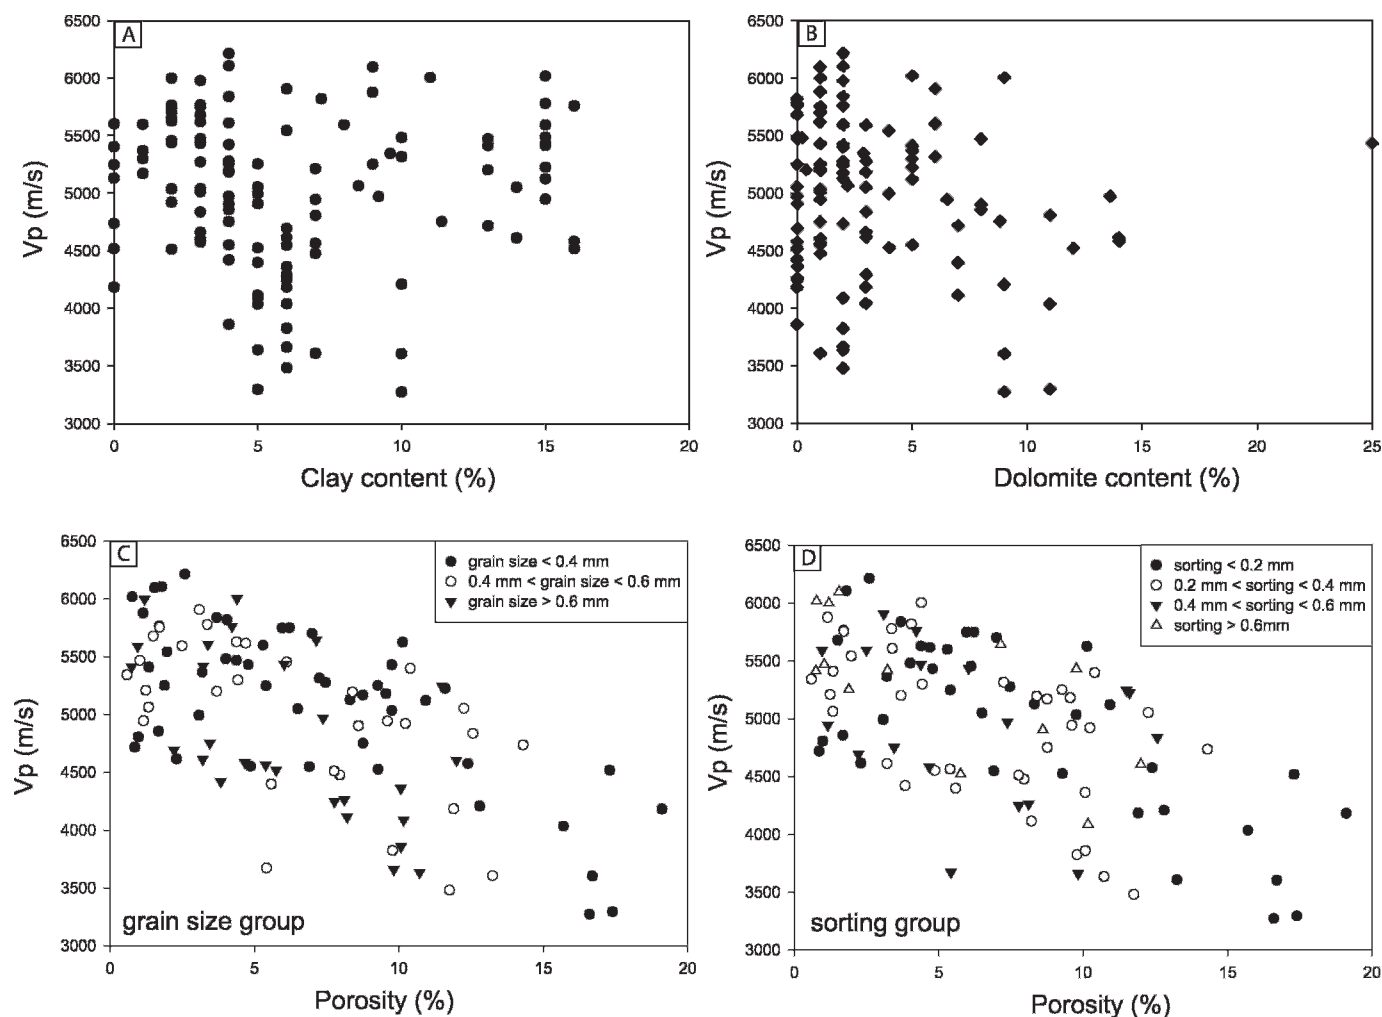 A
6500
6000
5500
5000
4500
4000
3500
3000
Vp (m/s)
0 5 10 15 20
Clay content (%)
B
6500
6000
5500
5000
4500
4000
3500
3000
Vp (m/s)
0 5 10 15 20 25
Dolomite content (%)
C
6500
6000
5500
5000
4500
4000
3500
3000
Vp (m/s)
grain size < 0.4 mm
0.4 mm < grain size < 0.6 mm
grain size > 0.6 mm
grain size group
0 5 10 15 20
Porosity (%)
D
6500
6000
5500
5000
4500
4000
3500
3000
Vp (m/s)
sorting < 0.2 mm
0.2 mm < sorting < 0.4 mm
0.4 mm < sorting < 0.6 mm
sorting > 0.6mm
sorting group
0 5 10 15 20
Porosity (%)